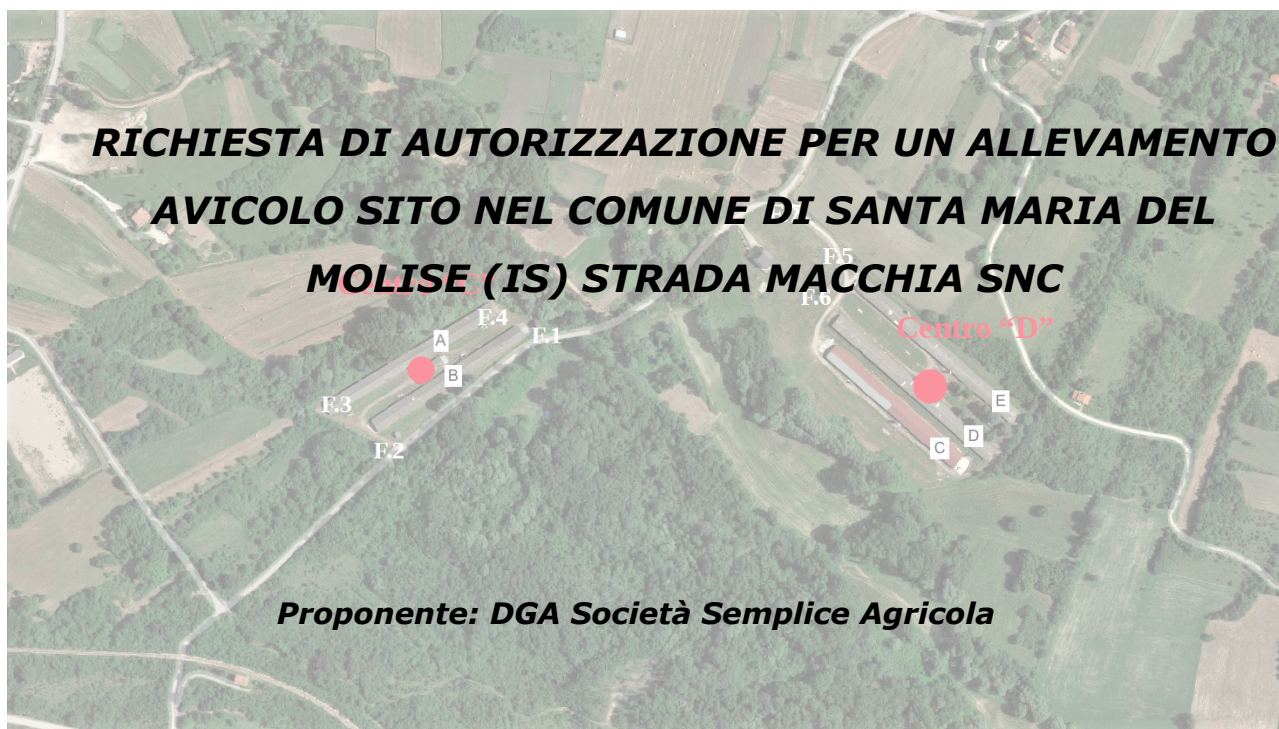 RICHIESTA DI AUTORIZZAZIONE PER UN ALLEVAMENTO
AVICOLO SITO NEL COMUNE DI SANTA MARIA DEL
MOLISE (IS) STRADA MACCHIA SNC
F.5
F.6
Centro “D”
F.4
F.1
A
B
F.3
F.2
E
D
C
Proponente: DGA Società Semplice Agricola